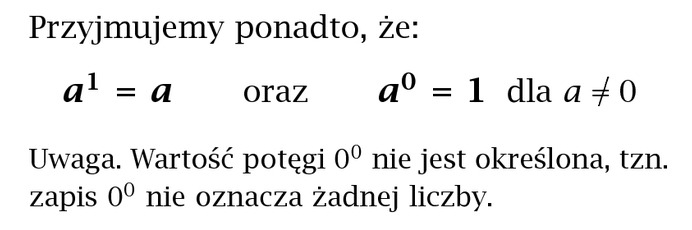 Przyjmujemy ponadto, że:
a¹ = a oraz a⁰ = 1 dla a ≠ 0
Uwaga. Wartość potęgi 0⁰ nie jest określona, tzn.
zapis 0⁰ nie oznacza żadnej liczby.